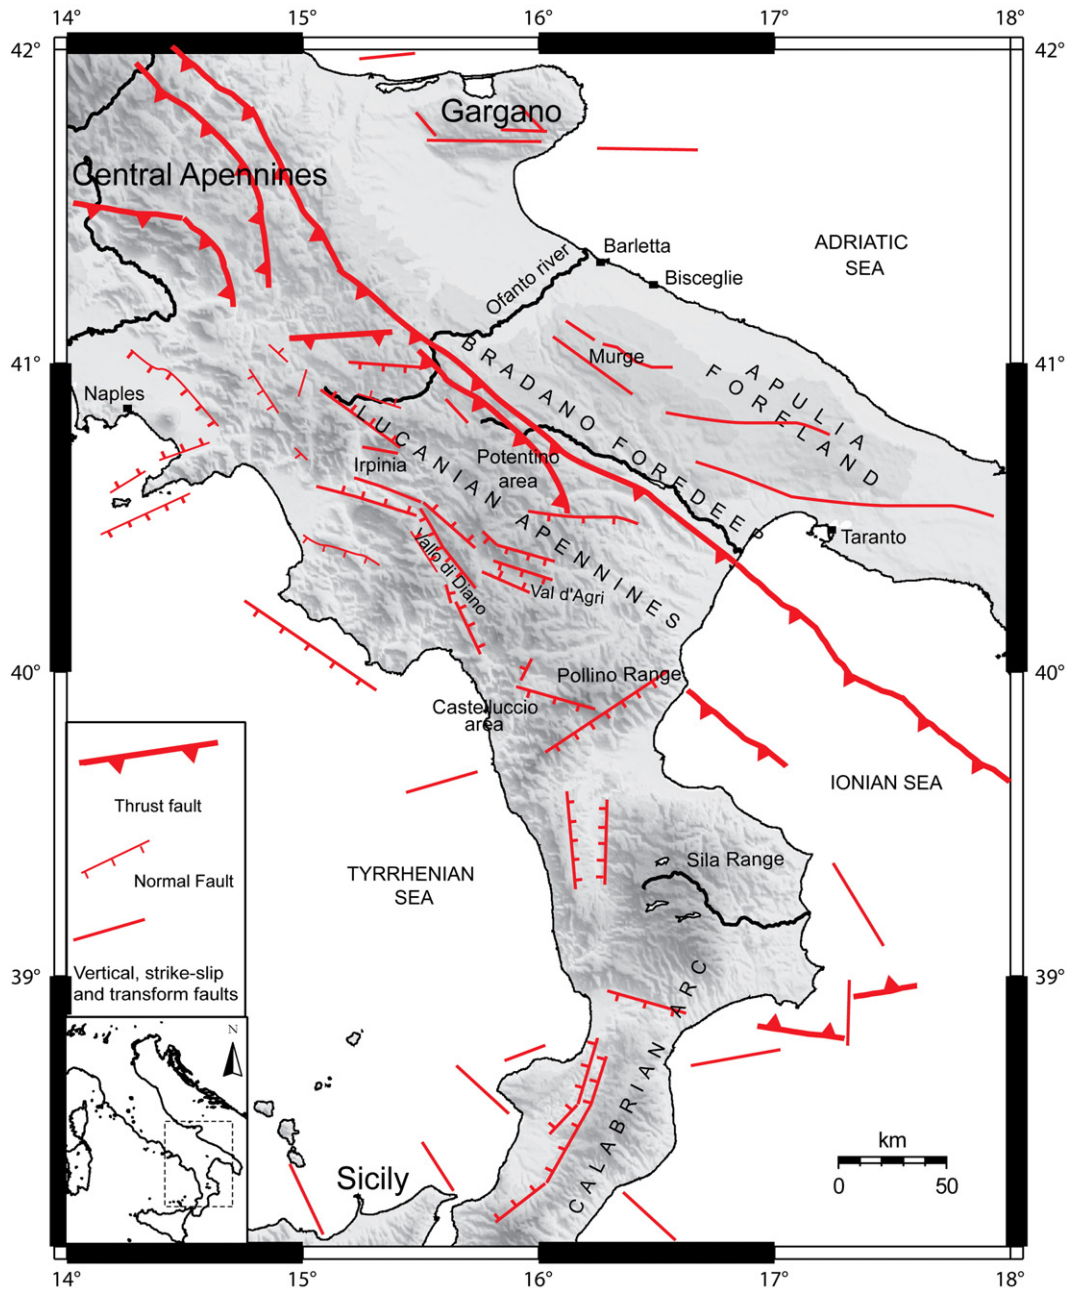 14°
15°
16°
17°
18°
42°
42°
Gargano
Central Apennines
ADRIATIC
SEA
Barletta
Ofanto river
Bisceglie
41°
41°
BRADANO FOREDEEP
Murge
APULIA
FORELAND
Naples
LUCANIAN APENNINES
Irpinia
Potentino
area
Taranto
Vallo di Diano
Val d'Agri
40°
40°
Pollino Range
Castelluccio
area
IONIAN SEA
Thrust fault
Normal Fault
Vertical, strike-slip
and transform faults
TYRRHENIAN
SEA
Sila Range
39°
39°
CALABRIAN ARC
N
Sicily
km
0
50
14°
15°
16°
17°
18°